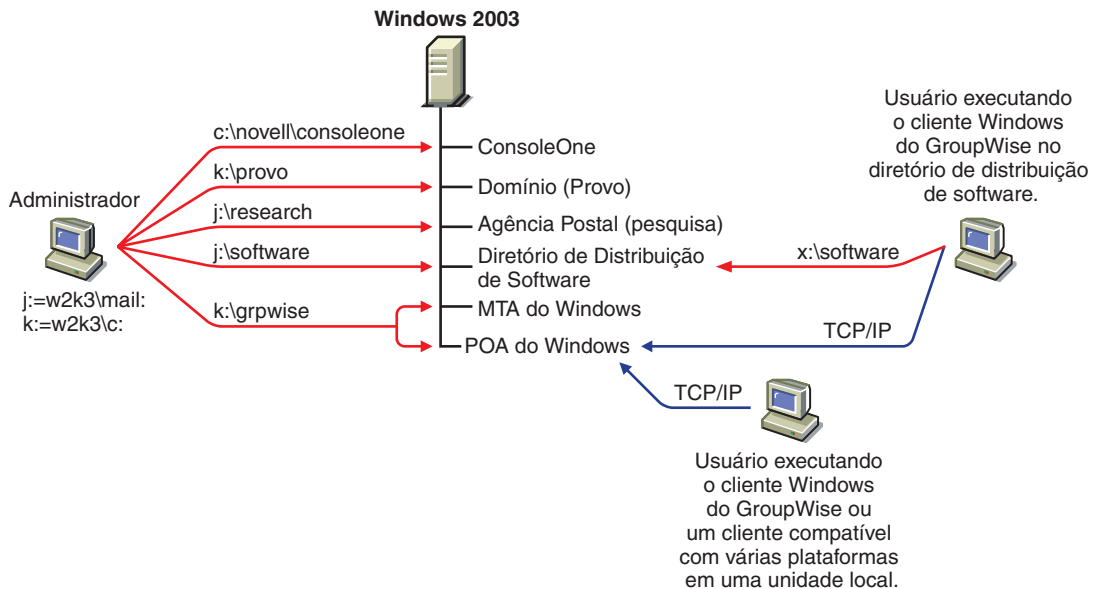 Windows 2003
c:\novell\consoleone
k:\provo
j:\research
j:\software
k:\grpwise
Administrador
j:=w2k3\mail:
k:=w2k3\c:
ConsoleOne
Domínio (Provo)
Agência Postal (pesquisa)
Diretório de Distribuição
de Software
MTA do Windows
POA do Windows
Usuário executando
o cliente Windows
do GroupWise no
diretório de distribuição
de software.
x:\software
TCP/IP
TCP/IP
Usuário executando
o cliente Windows
do GroupWise ou
um cliente compatível
com várias plataformas
em uma unidade local.